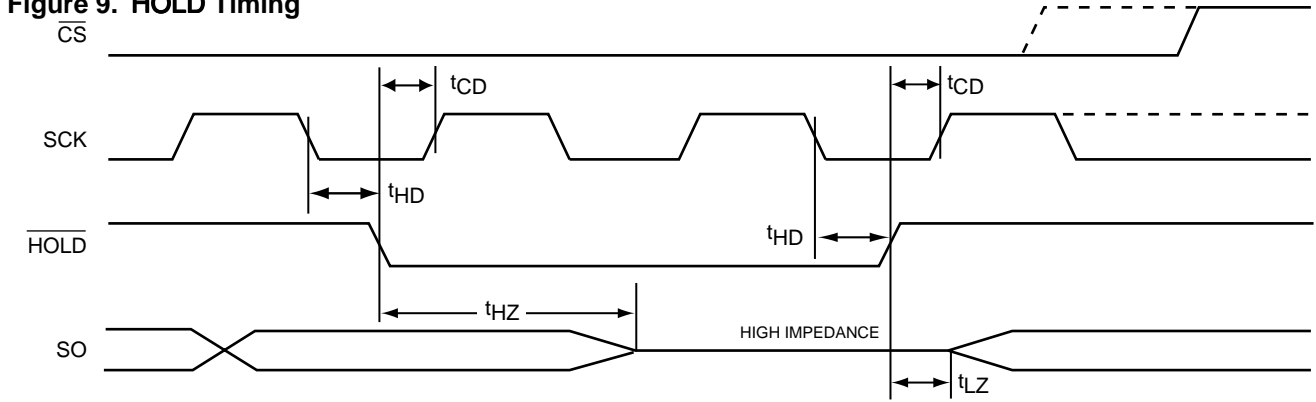 Figure 9. HOLD Timing
CS
tCD
tCD
SCK
tHD
HOLD
tHD
tHZ
HIGH IMPEDANCE
SO
tLZ